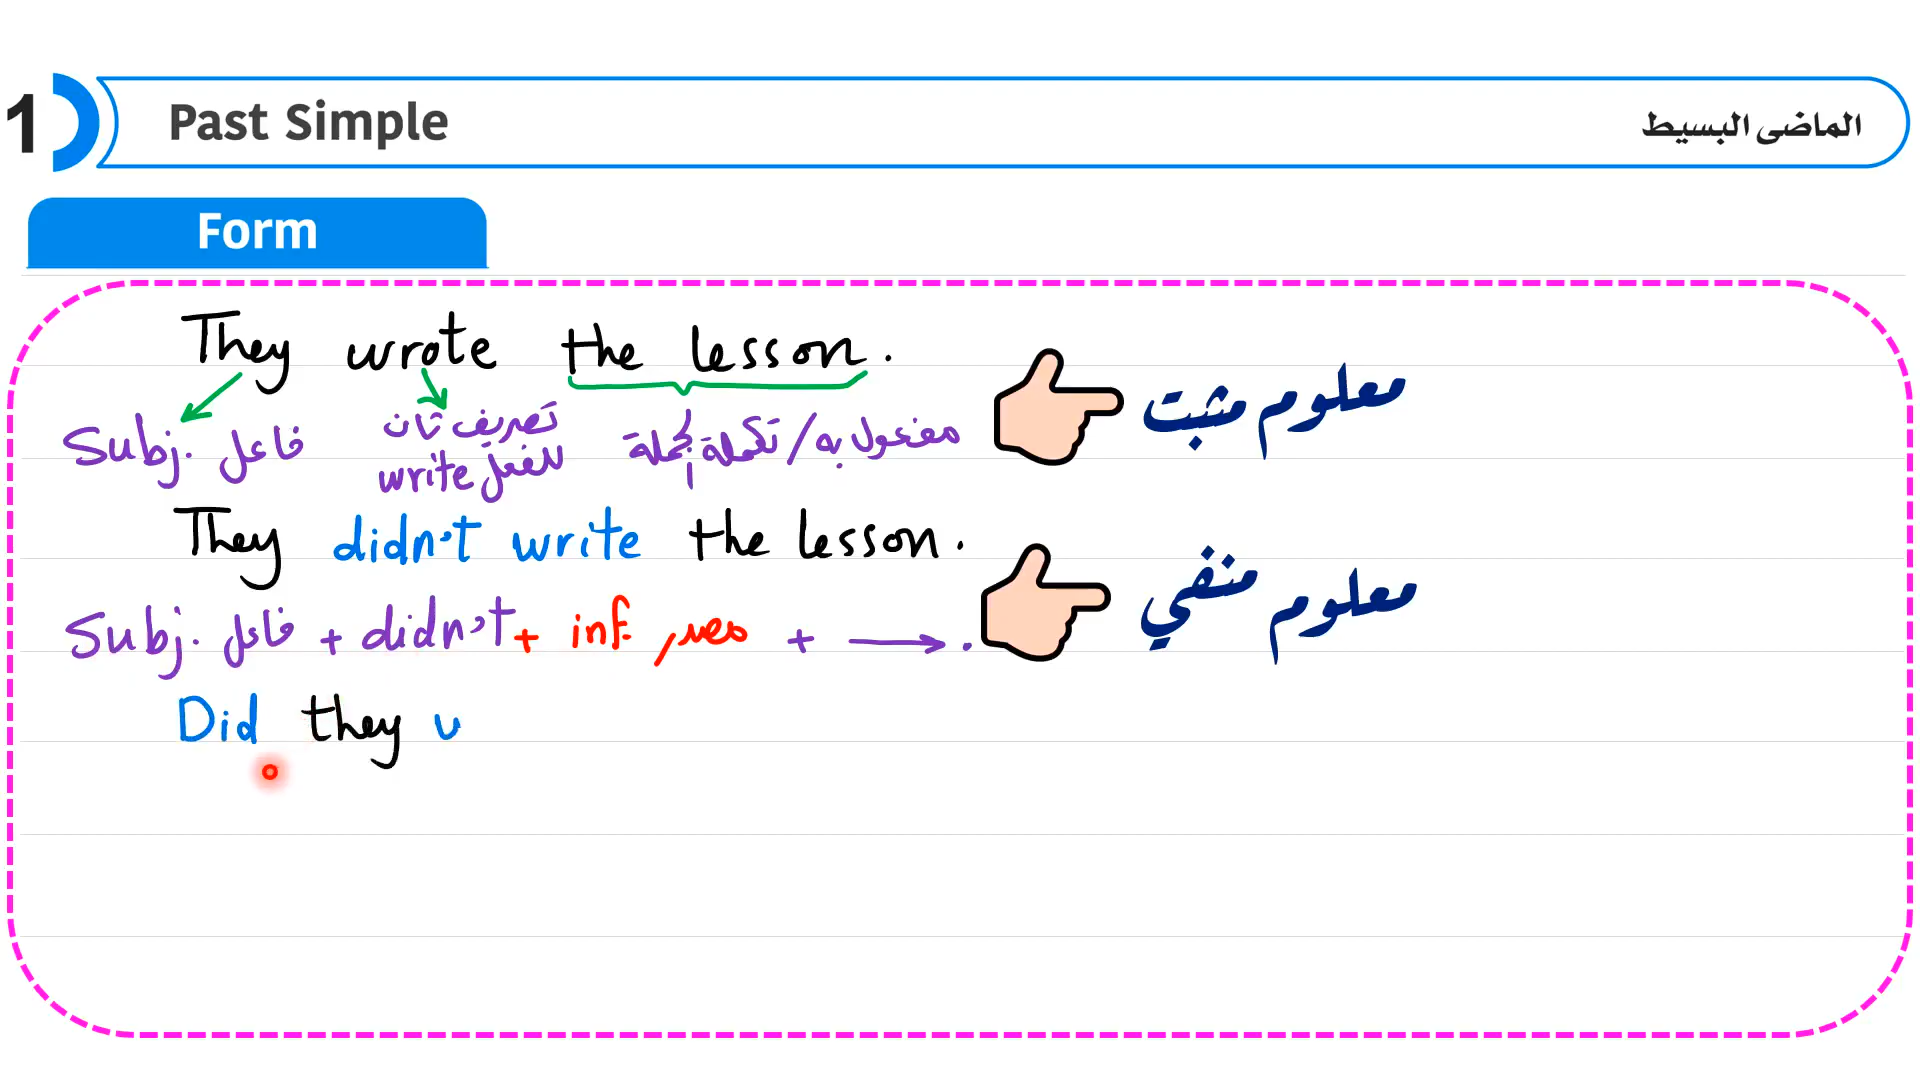 1 Past Simple الماضى البسيط
Form
They wrote the lesson.
معلوم مثبت
Subj. فاعل تصريف ثان مفعول به / تكملة الجملة
للفعل write
They didn't write the lesson.
معلوم منفي
Subj. فاعل + didn't + inf. مصدر + → .
Did they